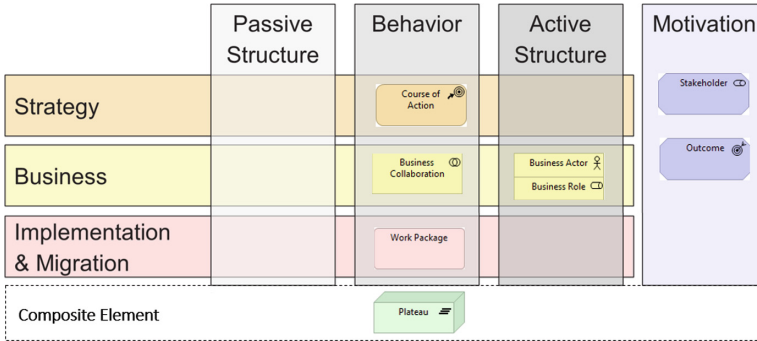 Passive
Structure
Behavior
Active
Structure
Motivation
Strategy
Course of
Action
Stakeholder
Outcome
Business
Business
Collaboration
Business Actor
Business Role
Implementation
& Migration
Work Package
Composite Element
Plateau